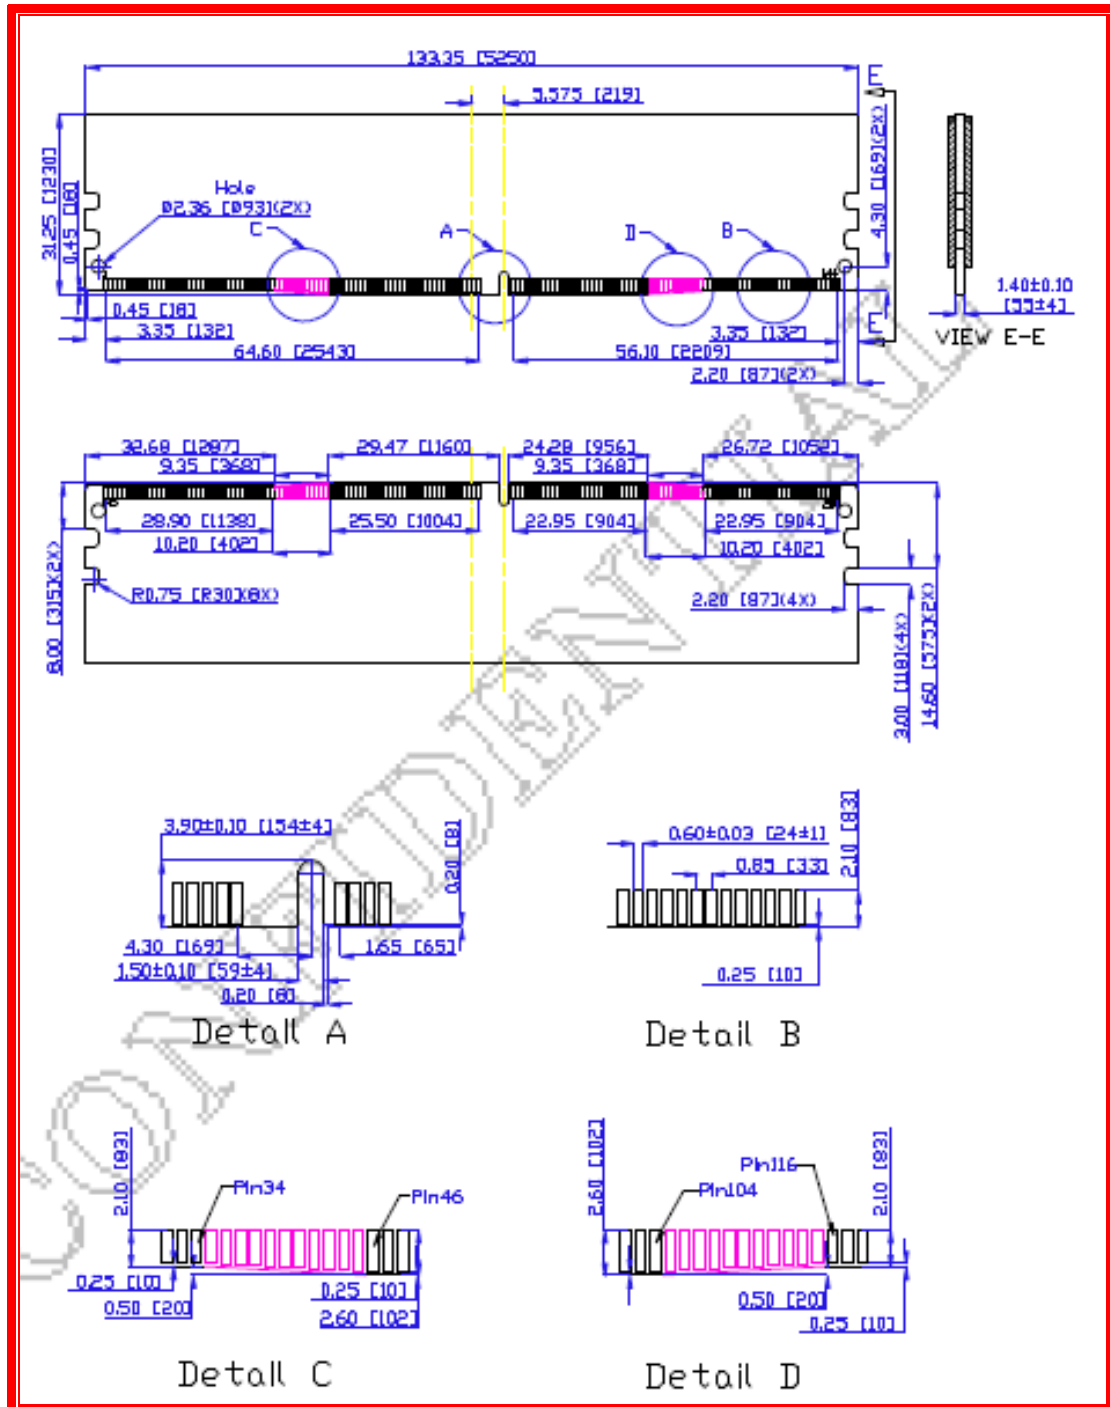 133.35 [5250]
5.575 [219]
E
31.25 [1230]
0.45 [18]
Hole
Ø2.36 [Ø93](2X)
C
A
D
B
4.30 [169](2X)
1.40±0.10
[55±4]
0.45 [18]
3.35 [132]
64.60 [2543]
56.10 [2209]
3.35 [132]
E
VIEW E-E
2.20 [87](2X)
32.68 [1287]
29.47 [1160]
24.28 [956]
26.72 [1052]
9.35 [368]
9.35 [368]
28.90 [1138]
25.50 [1004]
22.95 [904]
22.95 [904]
10.20 [402]
10.20 [402]
8.00 [315](2X)
R0.75 [R30](8X)
2.20 [87](4X)
3.00 [118](4X)
14.60 [575](2X)
CONFIDENTIAL
3.90±0.10 [154±4]
0.20 [8]
4.30 [169]
1.65 [65]
1.50±0.10 [59±4]
0.20 [8]
Detail A
0.60±0.03 [24±1]
0.85 [33]
2.10 [83]
0.25 [10]
Detail B
2.10 [83]
Pin34
Pin46
0.25 [10]
0.50 [20]
0.25 [10]
2.60 [102]
Detail C
2.60 [102]
Pin116
Pin104
2.10 [83]
0.50 [20]
0.25 [10]
Detail D